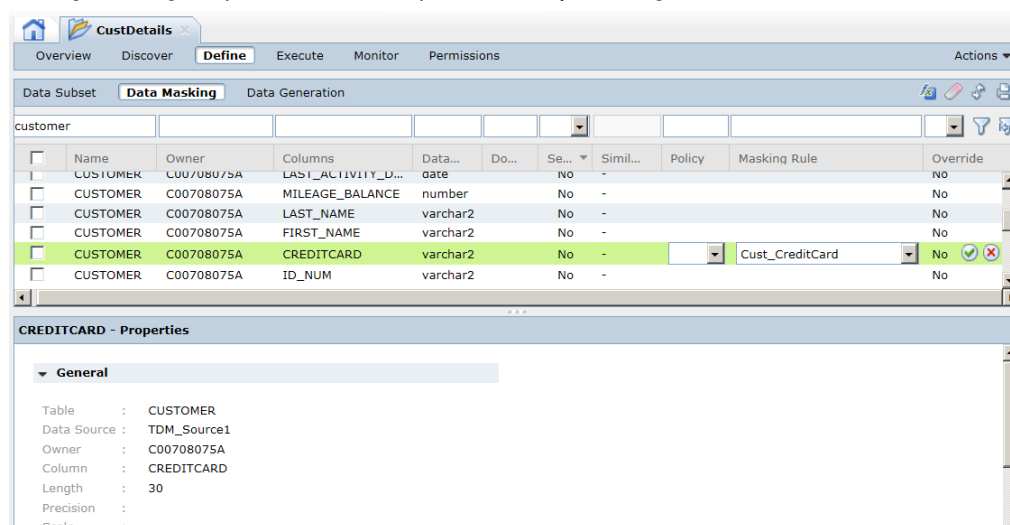 CustDetails
Overview Discover Define Execute Monitor Permissions Actions
Data Subset Data Masking Data Generation
customer
Name Owner Columns Data... Do... Se... Simil... Policy Masking Rule Override
CUSTOMER C00708075A LAST_ACTIVITY_D... date No - No
CUSTOMER C00708075A MILEAGE_BALANCE number No - No
CUSTOMER C00708075A LAST_NAME varchar2 No - No
CUSTOMER C00708075A FIRST_NAME varchar2 No - No
CUSTOMER C00708075A CREDITCARD varchar2 No - Cust_CreditCard No
CUSTOMER C00708075A ID_NUM varchar2 No - No
CREDITCARD - Properties
General
Table : CUSTOMER
Data Source : TDM_Source1
Owner : C00708075A
Column : CREDITCARD
Length : 30
Precision :